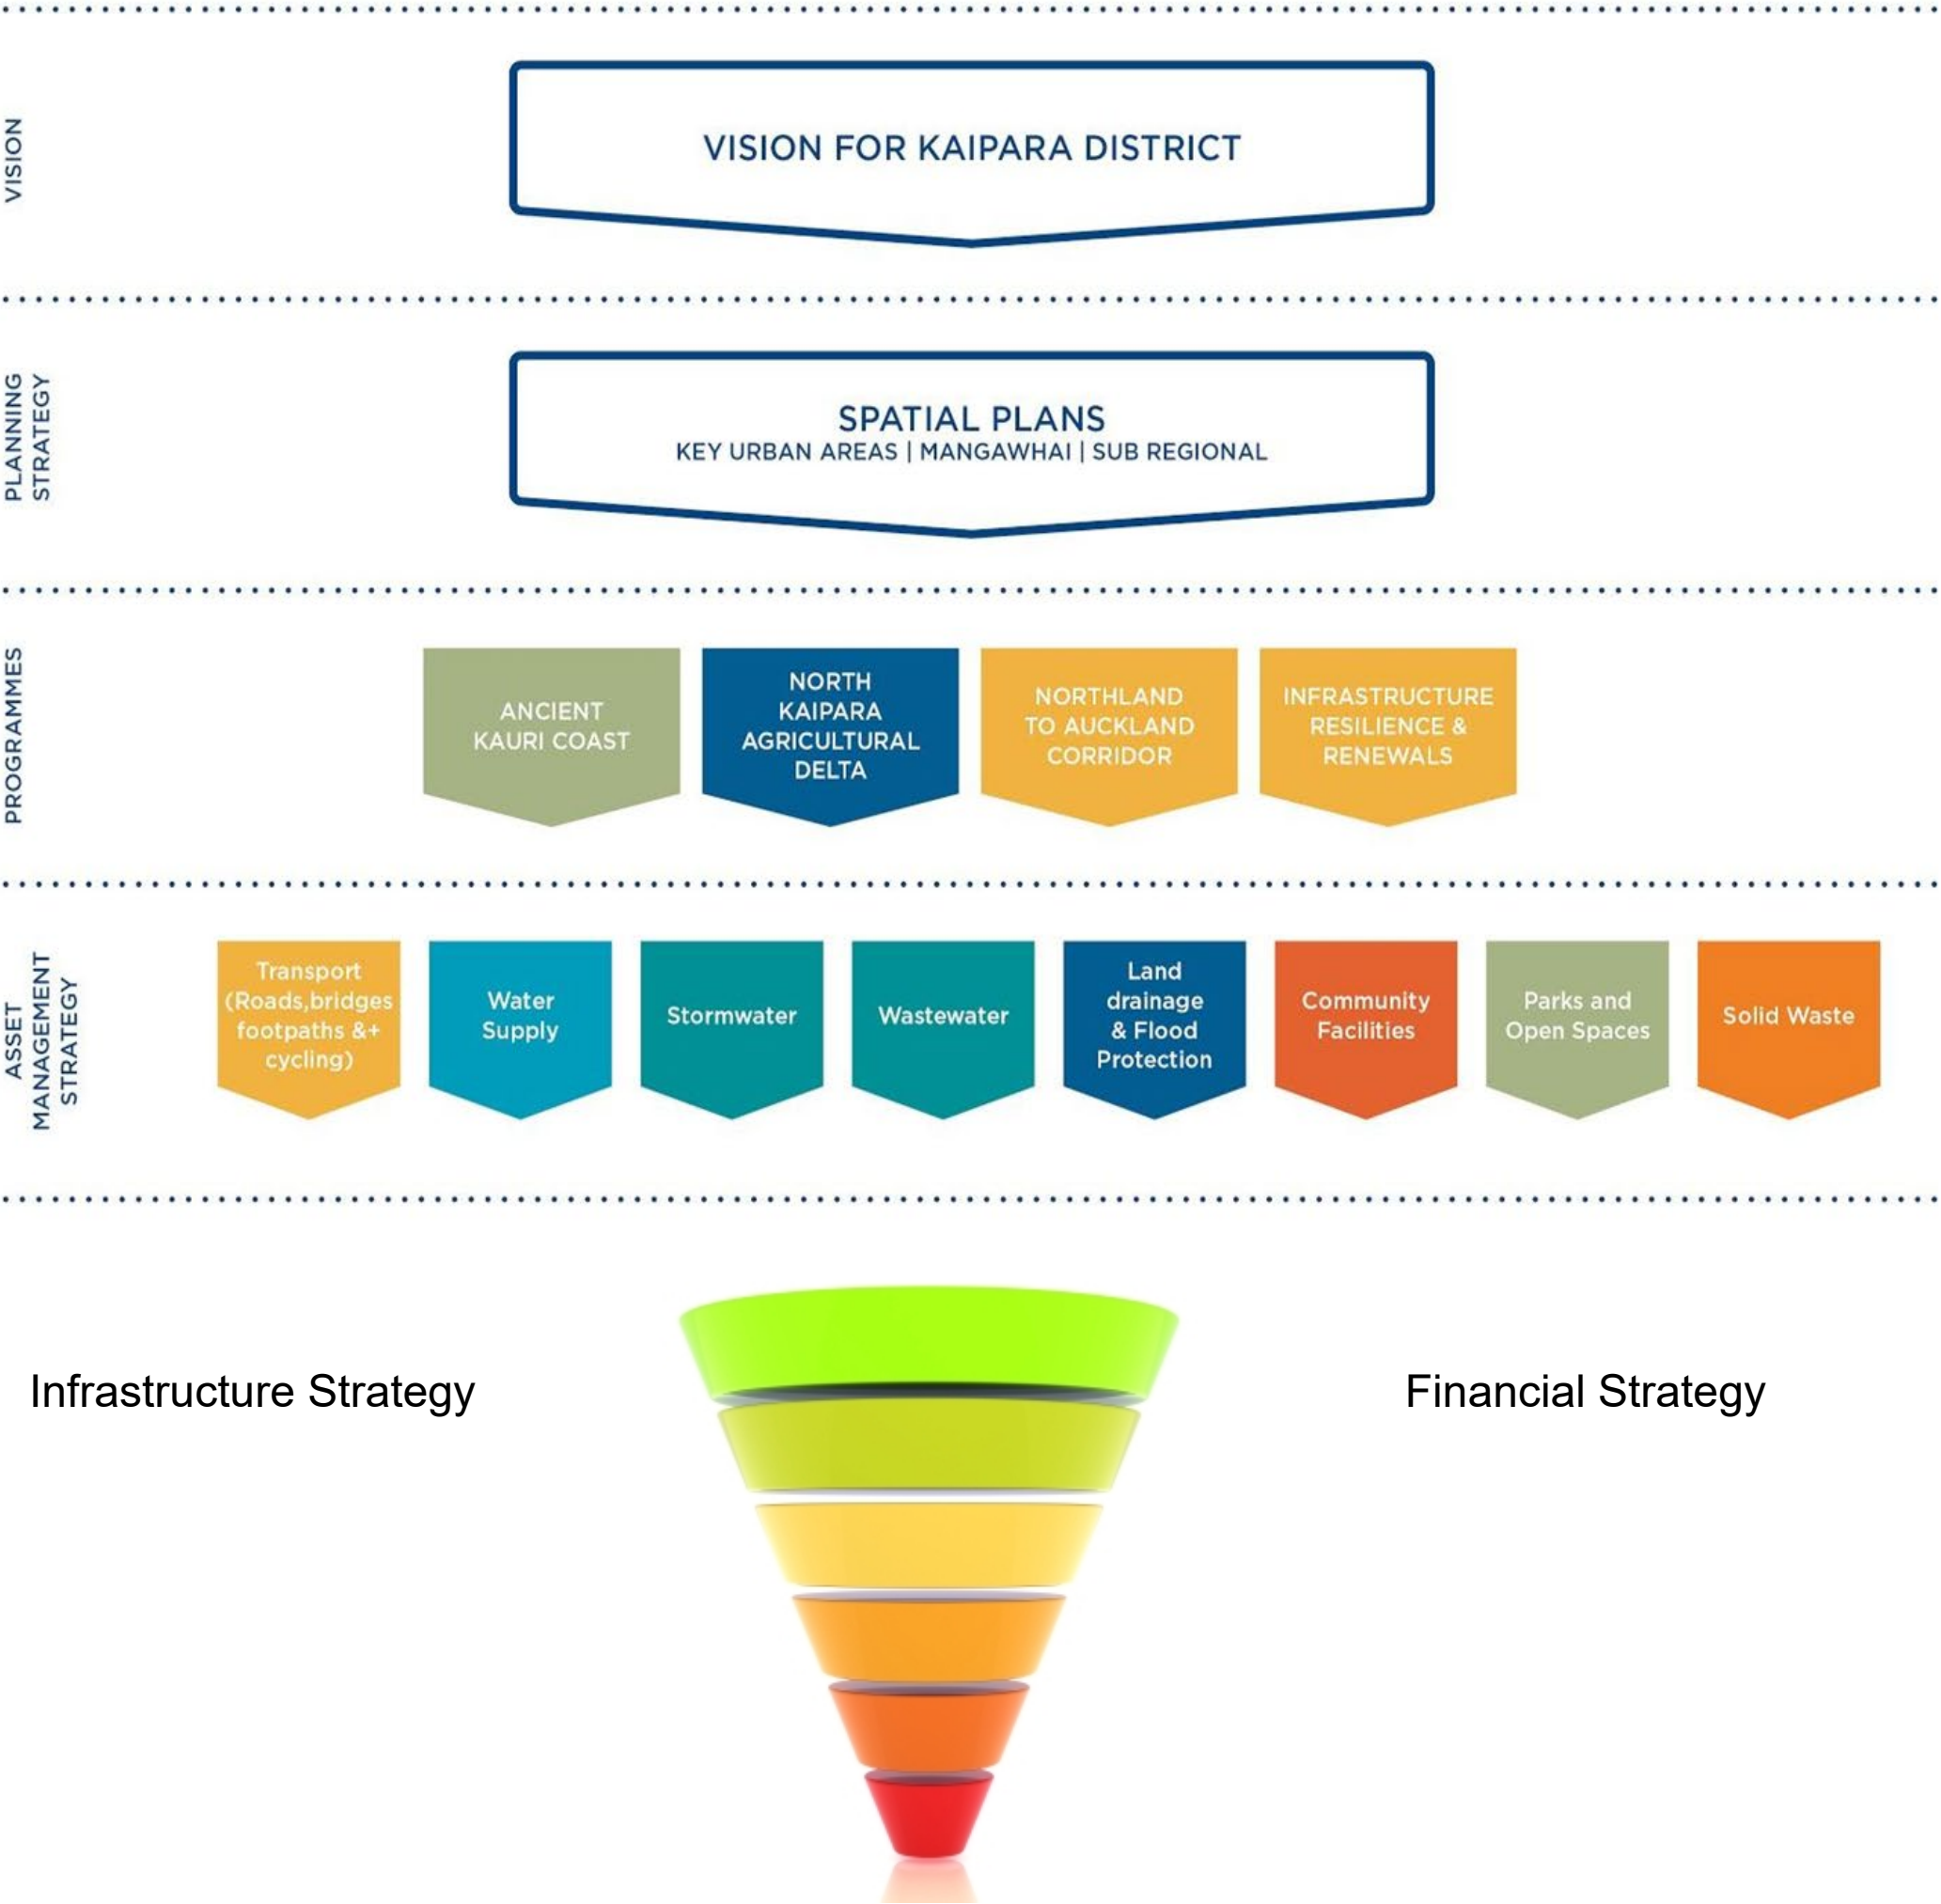 VISION
VISION FOR KAIPARA DISTRICT
PLANNING
STRATEGY
SPATIAL PLANS
KEY URBAN AREAS | MANGAWHAI | SUB REGIONAL
PROGRAMMES
ANCIENT
KAURI COAST
NORTH
KAIPARA
AGRICULTURAL
DELTA
NORTHLAND
TO AUCKLAND
CORRIDOR
INFRASTRUCTURE
RESILIENCE &
RENEWALS
ASSET
MANAGEMENT
STRATEGY
Transport
(Roads,bridges
footpaths &+
cycling)
Water
Supply
Stormwater
Wastewater
Land
drainage
& Flood
Protection
Community
Facilities
Parks and
Open Spaces
Solid Waste
Infrastructure Strategy
Financial Strategy